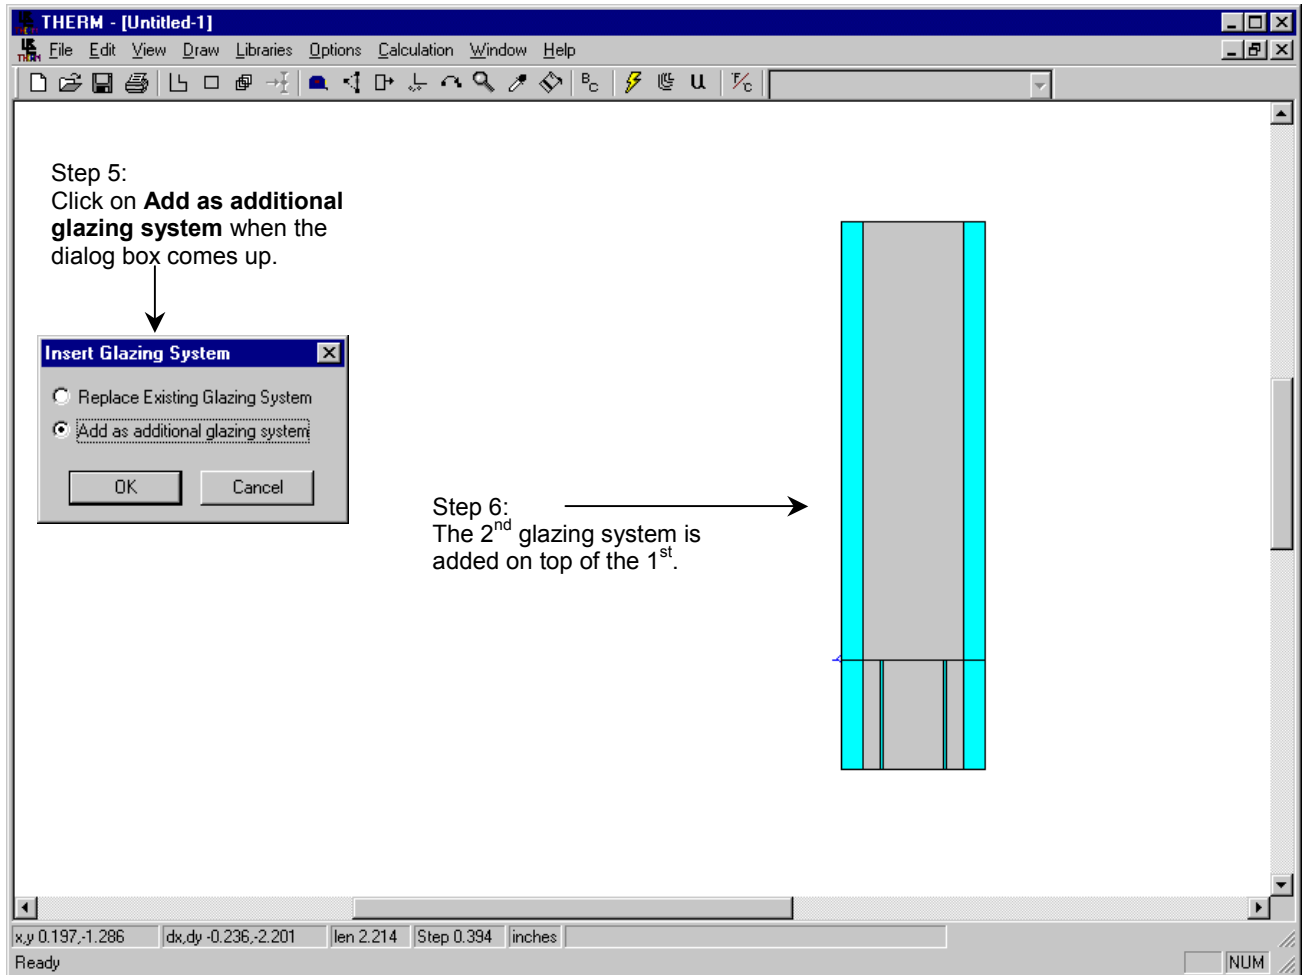 THERM - [Untitled-1]
File Edit View Draw Libraries Options Calculation Window Help
BC U °F/C
Step 5:
Click on Add as additional
glazing system when the
dialog box comes up.
Insert Glazing System
Replace Existing Glazing System
Add as additional glazing system
OK Cancel
Step 6:
The 2nd glazing system is
added on top of the 1st.
x,y 0.197,-1.286 dx,dy -0.236,-2.201 len 2.214 Step 0.394 inches
Ready NUM